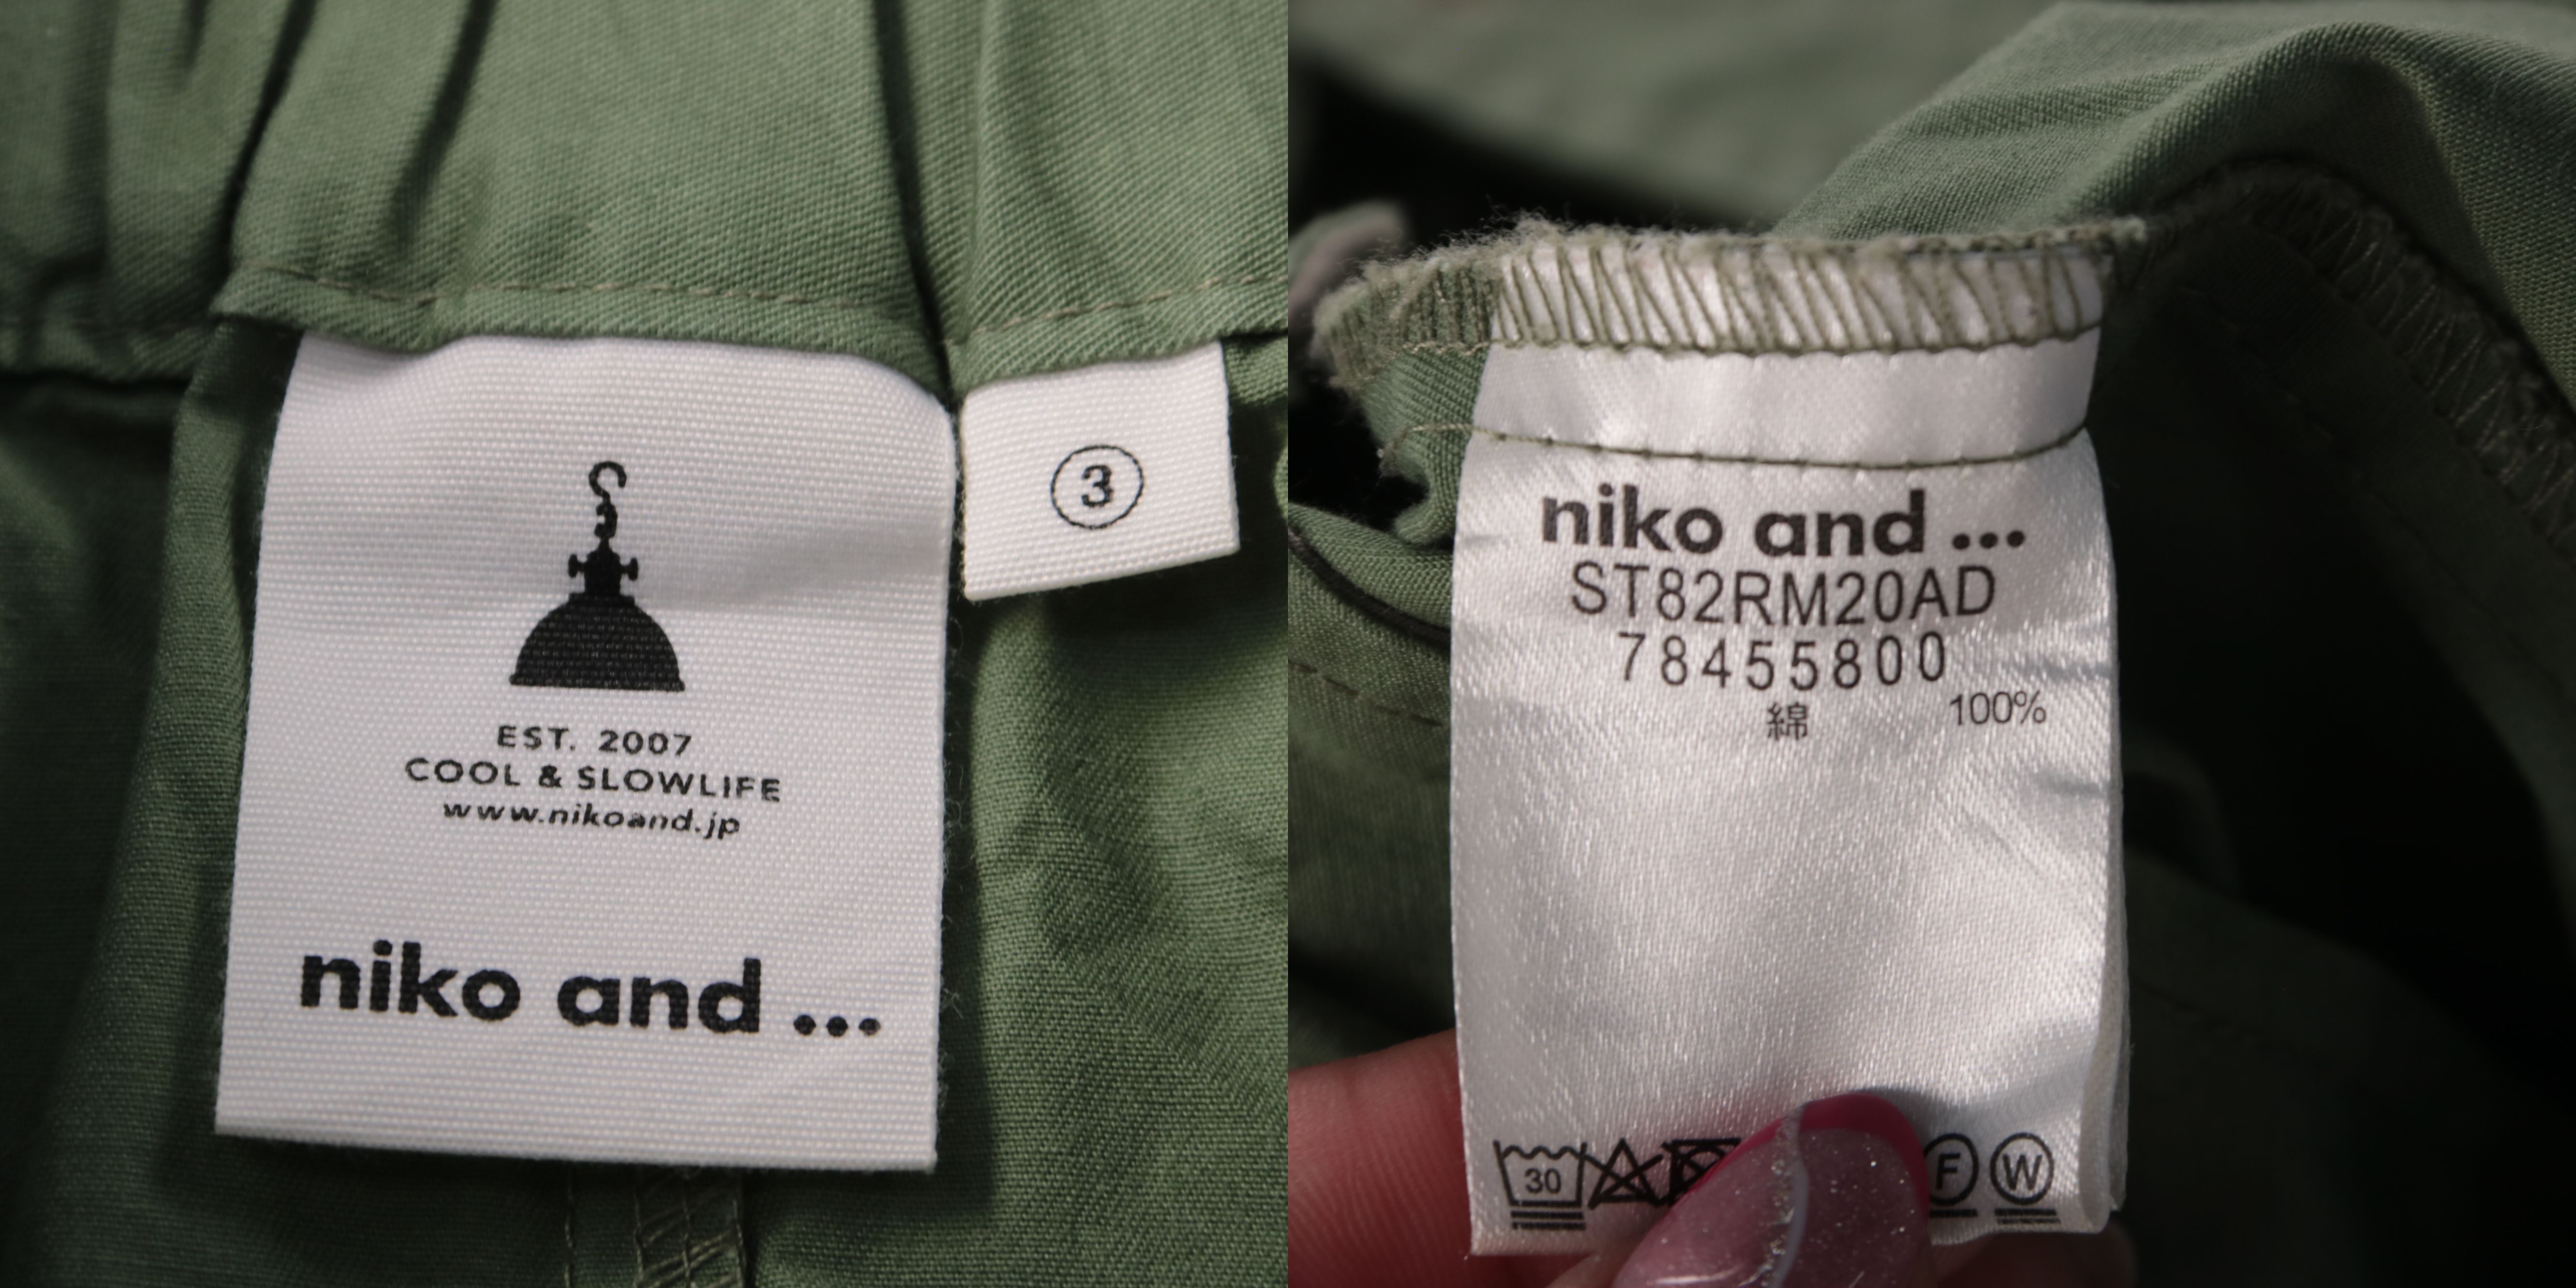 EST. 2007
COOL & SLOWLIFE
www.nikoand.jp
niko and ...
3
niko and ...
ST82RM20AD
78455800
綿 100%
30
F W